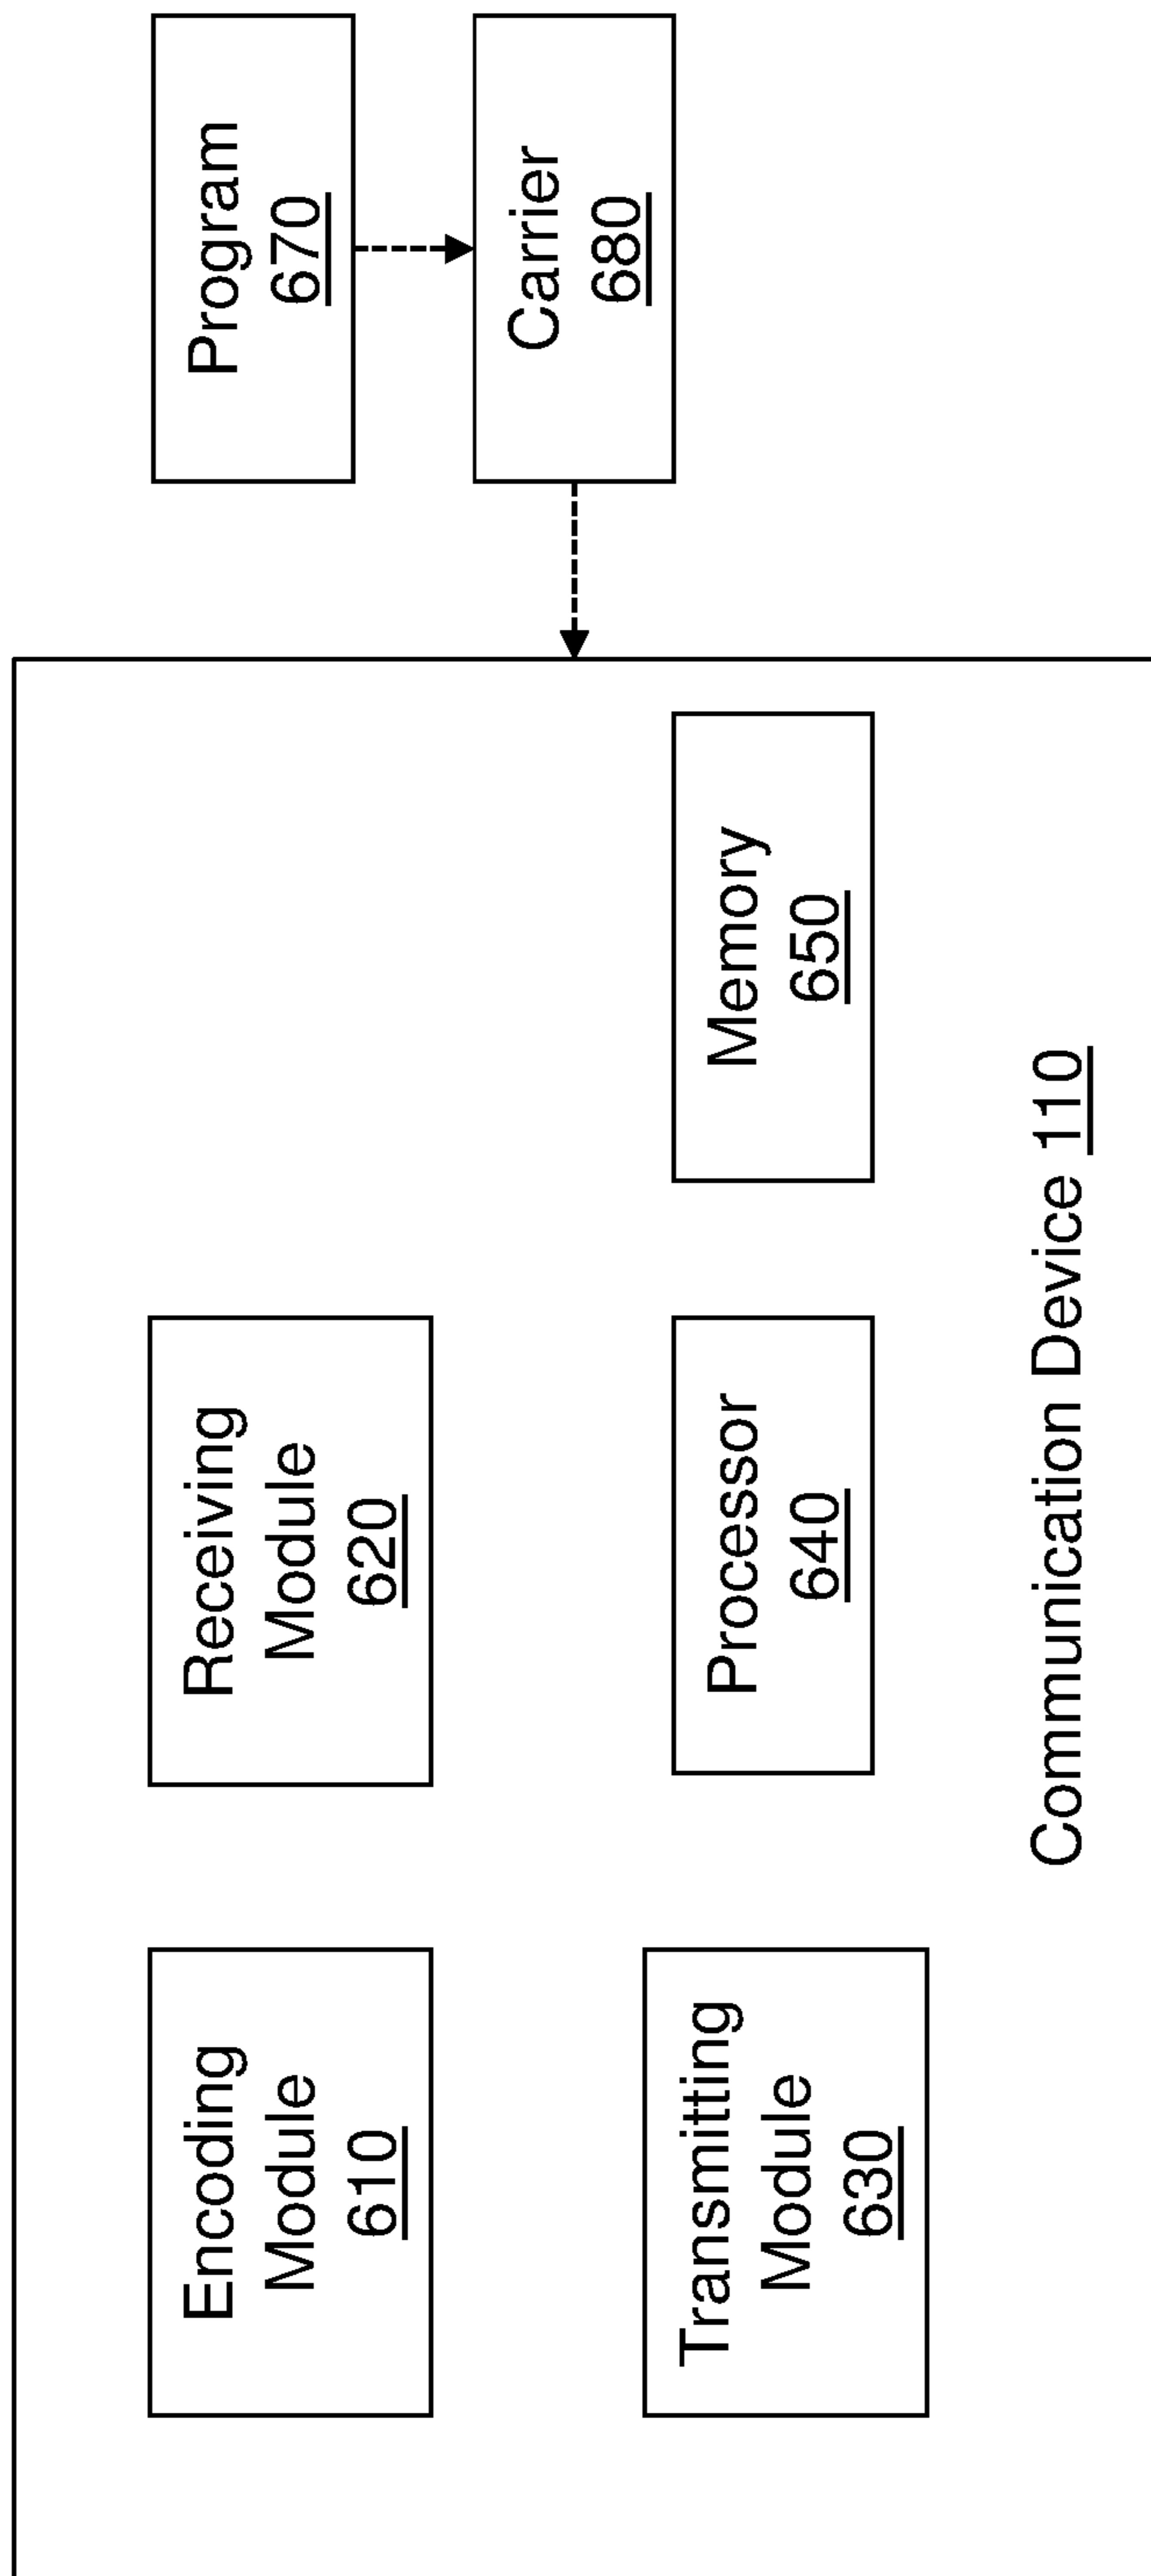 Encoding
Module
610
Receiving
Module
620
Program
670
Carrier
680
Transmitting
Module
630
Processor
640
Memory
650
Communication Device 110